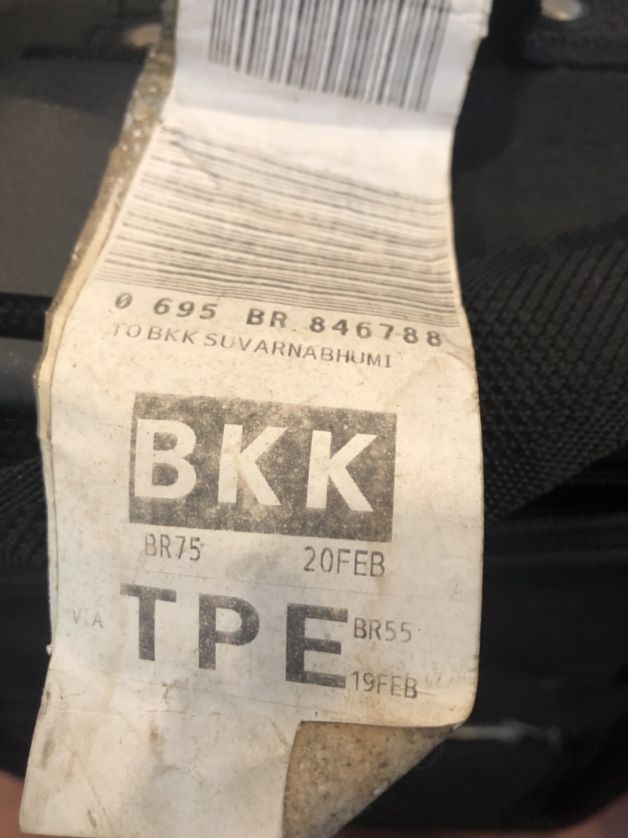 0 695 BR 846788
TO BKK SUVARNABHUMI
BKK
BR75 20FEB
VIA TPE BR55
19FEB